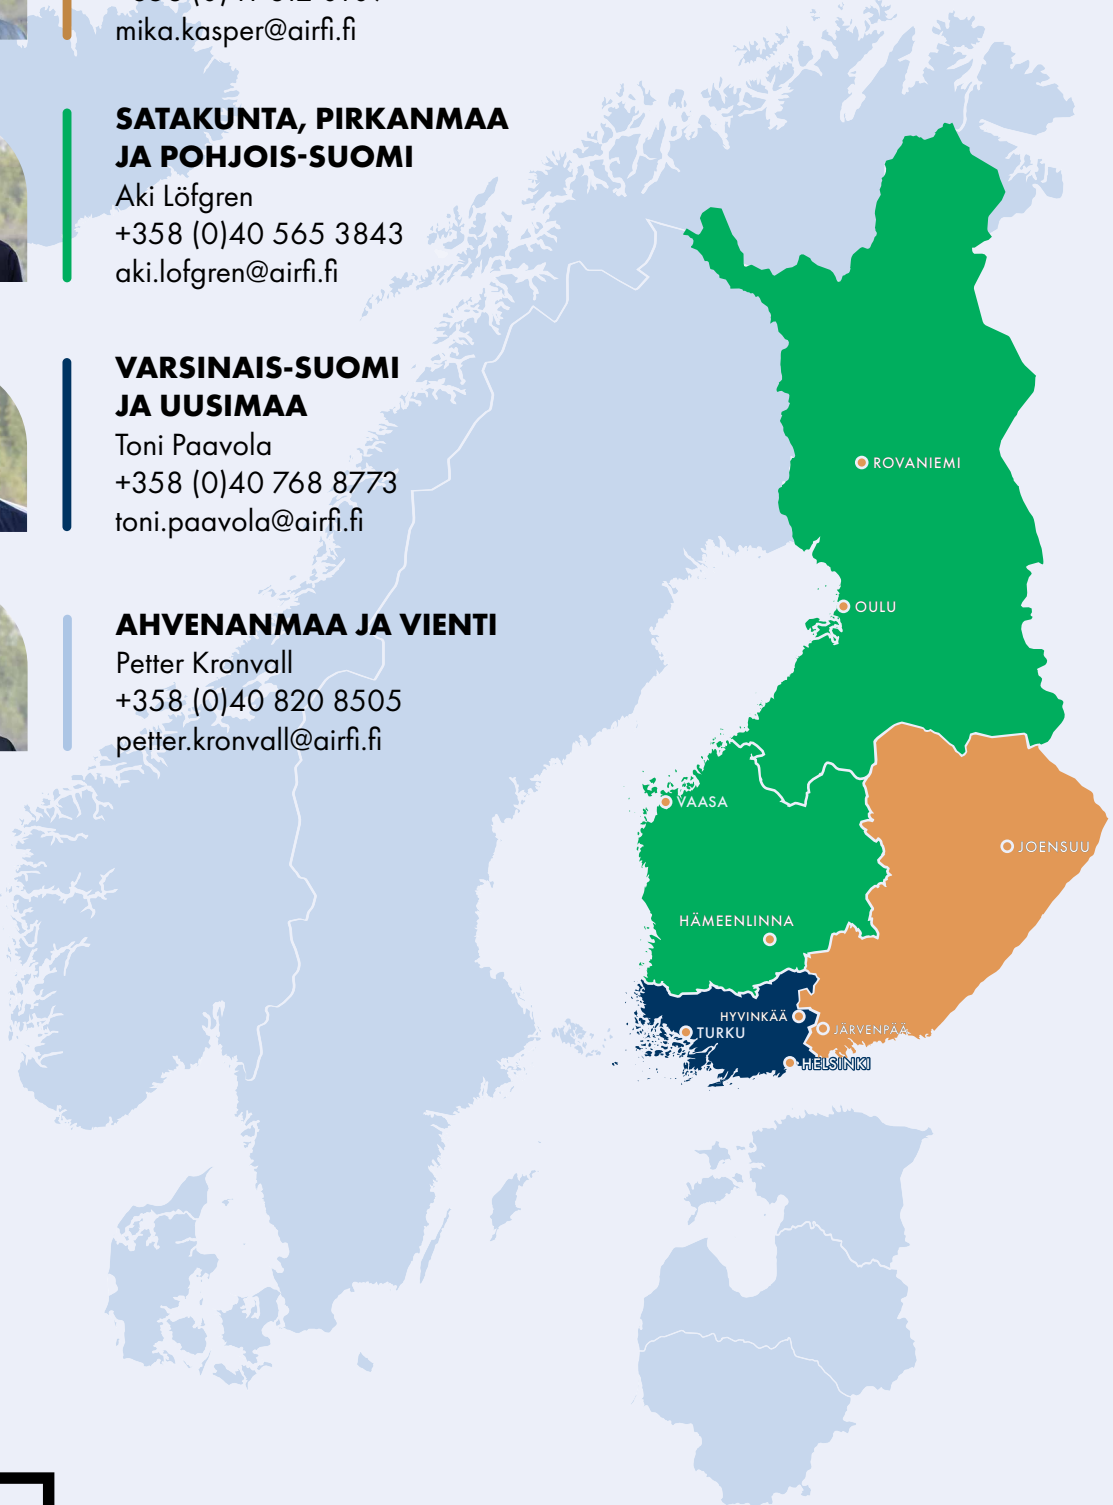 mika.kasper@airfi.fi
SATAKUNTA, PIRKANMAA
JA POHJOIS-SUOMI
Aki Löfgren
+358 (0)40 565 3843
aki.lofgren@airfi.fi
VARSINAIS-SUOMI
JA UUSIMAA
Toni Paavola
+358 (0)40 768 8773
toni.paavola@airfi.fi
AHVENANMAA JA VIENTI
Petter Kronvall
+358 (0)40 820 8505
petter.kronvall@airfi.fi
ROVANIEMI
OULU
VAASA
JOENSUU
HÄMEENLINNA
HYVINKÄÄ
JÄRVENPÄÄ
TURKU
HELSINKI